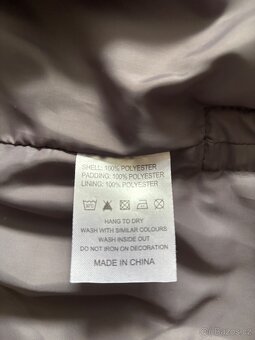 SHELL: 100% POLYESTER
PADDING: 100% POLYESTER
LINING: 100% POLYESTER
HANG TO DRY
WASH WITH SIMILAR COLOURS
WASH INSIDE OUT
DO NOT IRON ON DECORATION
MADE IN CHINA